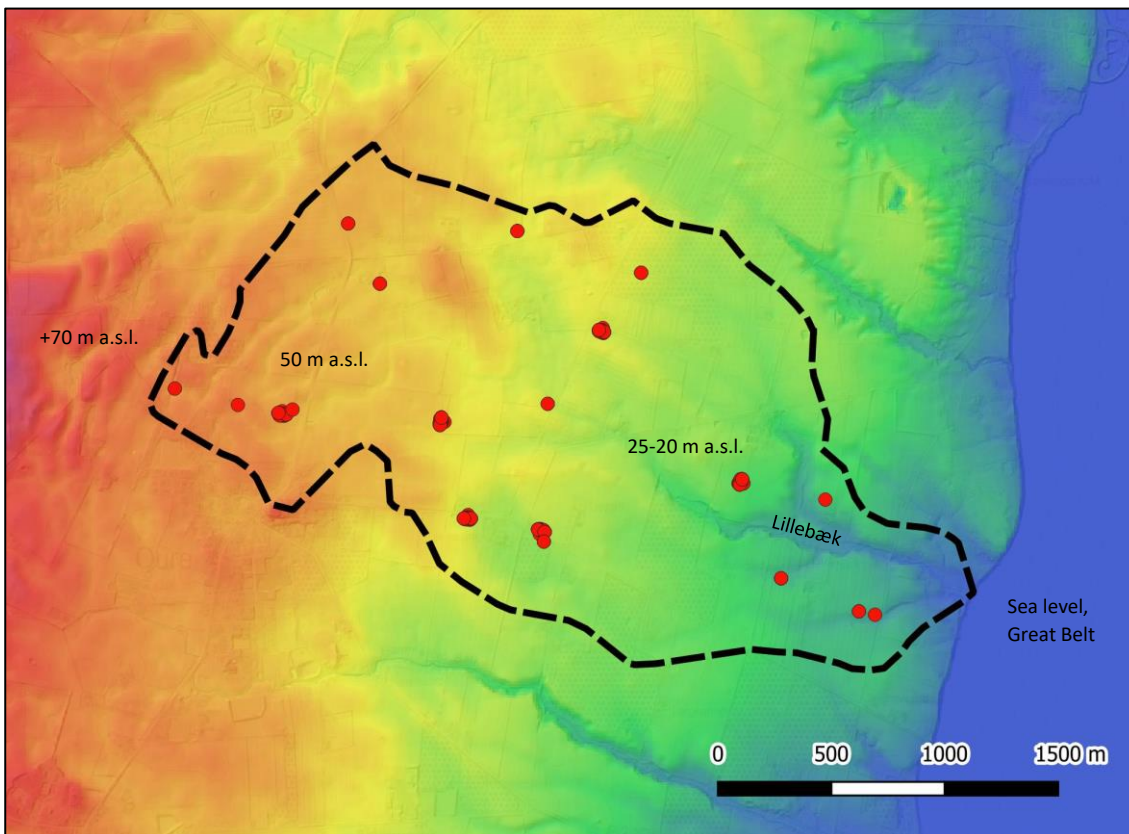 +70 m a.s.l.
50 m a.s.l.
25-20 m a.s.l.
Lillebæk
Sea level,
Great Belt
0 500 1000 1500 m